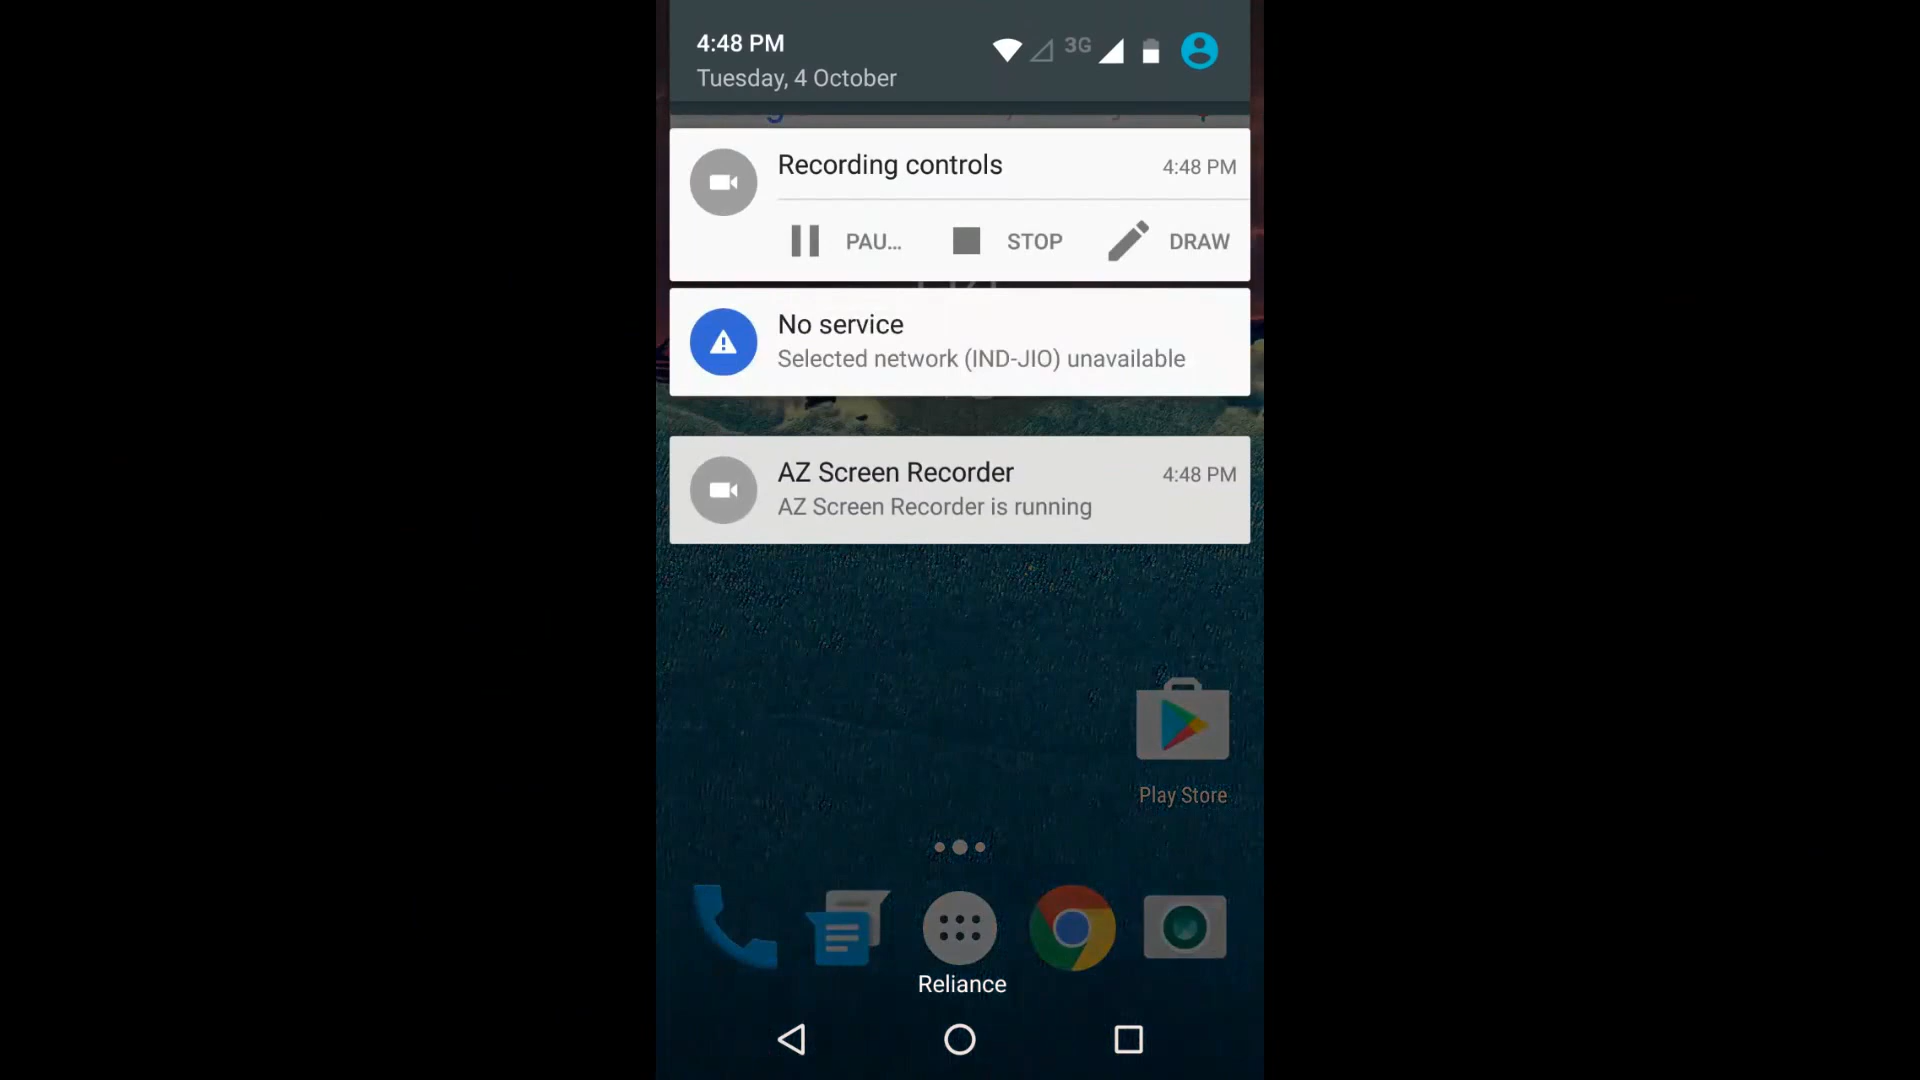 4:48 PM
3G
Tuesday, 4 October
Recording controls
4:48 PM
PAU...
STOP
DRAW
No service
Selected network (IND-JIO) unavailable
AZ Screen Recorder
4:48 PM
AZ Screen Recorder is running
Play Store
Reliance